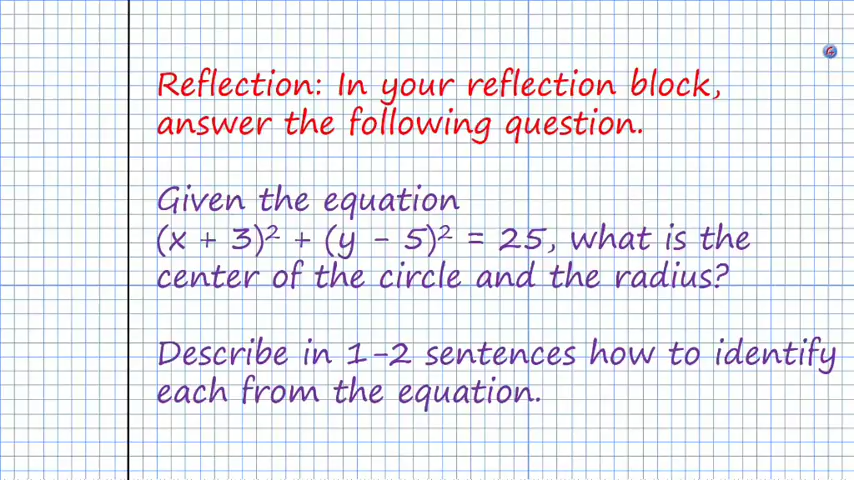 Reflection: In your reflection block,
answer the following question.
Given the equation
(x + 3)² + (y – 5)² = 25, what is the
center of the circle and the radius?
Describe in 1-2 sentences how to identify
each from the equation.